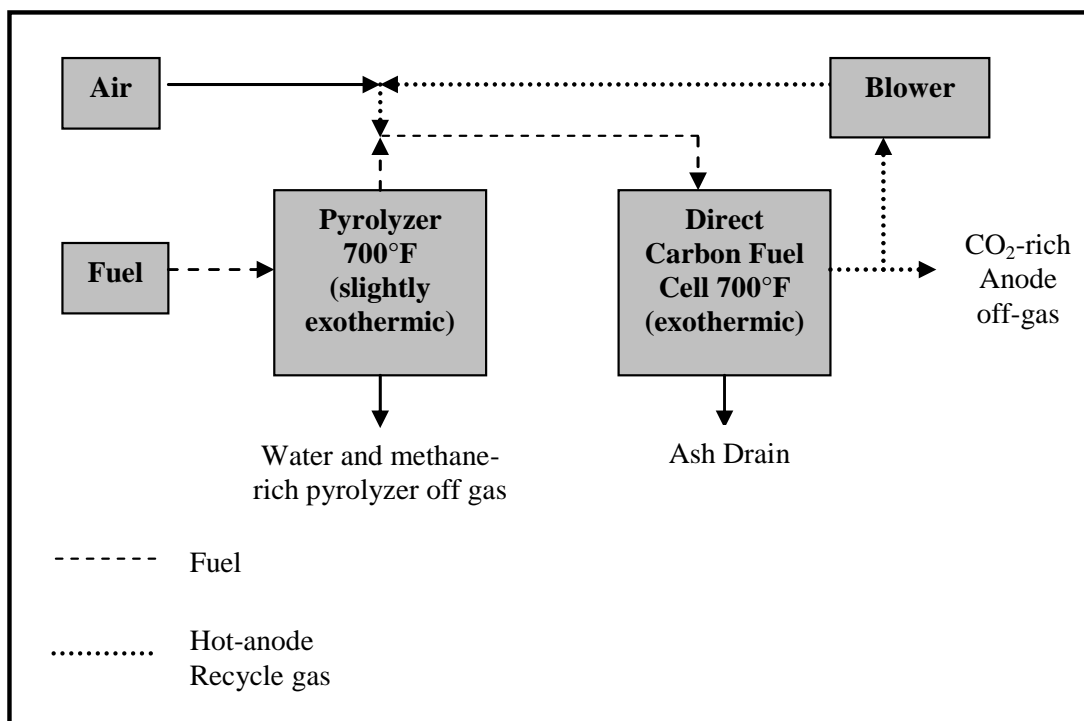 Air
Blower
Pyrolyzer
700°F
(slightly
exothermic)
Direct
Carbon Fuel
Cell 700°F
(exothermic)
Fuel
CO₂-rich
Anode
off-gas
Water and methane-
rich pyrolyzer off gas
Ash Drain
Fuel
Hot-anode
Recycle gas